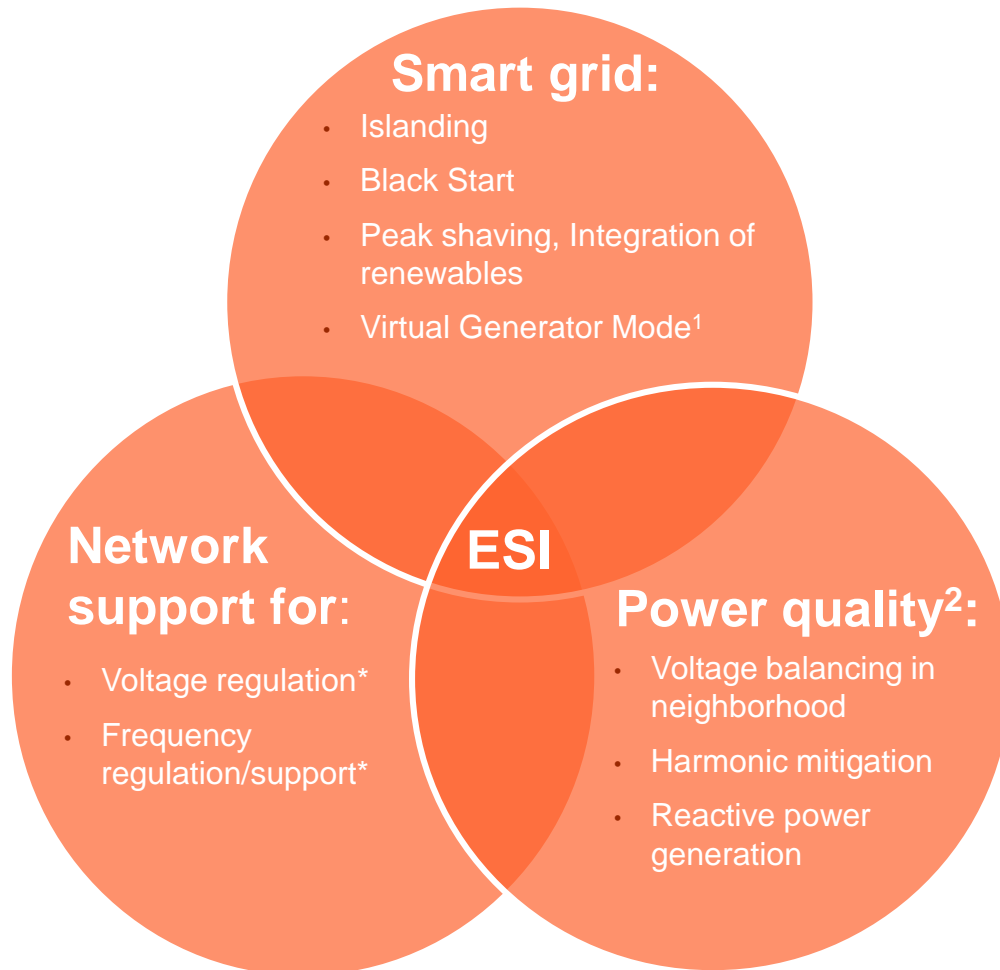 Smart grid:
• Islanding
• Black Start
• Peak shaving, Integration of
renewables
• Virtual Generator Mode¹
Network
support for:
• Voltage regulation*
• Frequency
regulation/support*
ESI
Power quality²:
• Voltage balancing in
neighborhood
• Harmonic mitigation
• Reactive power
generation